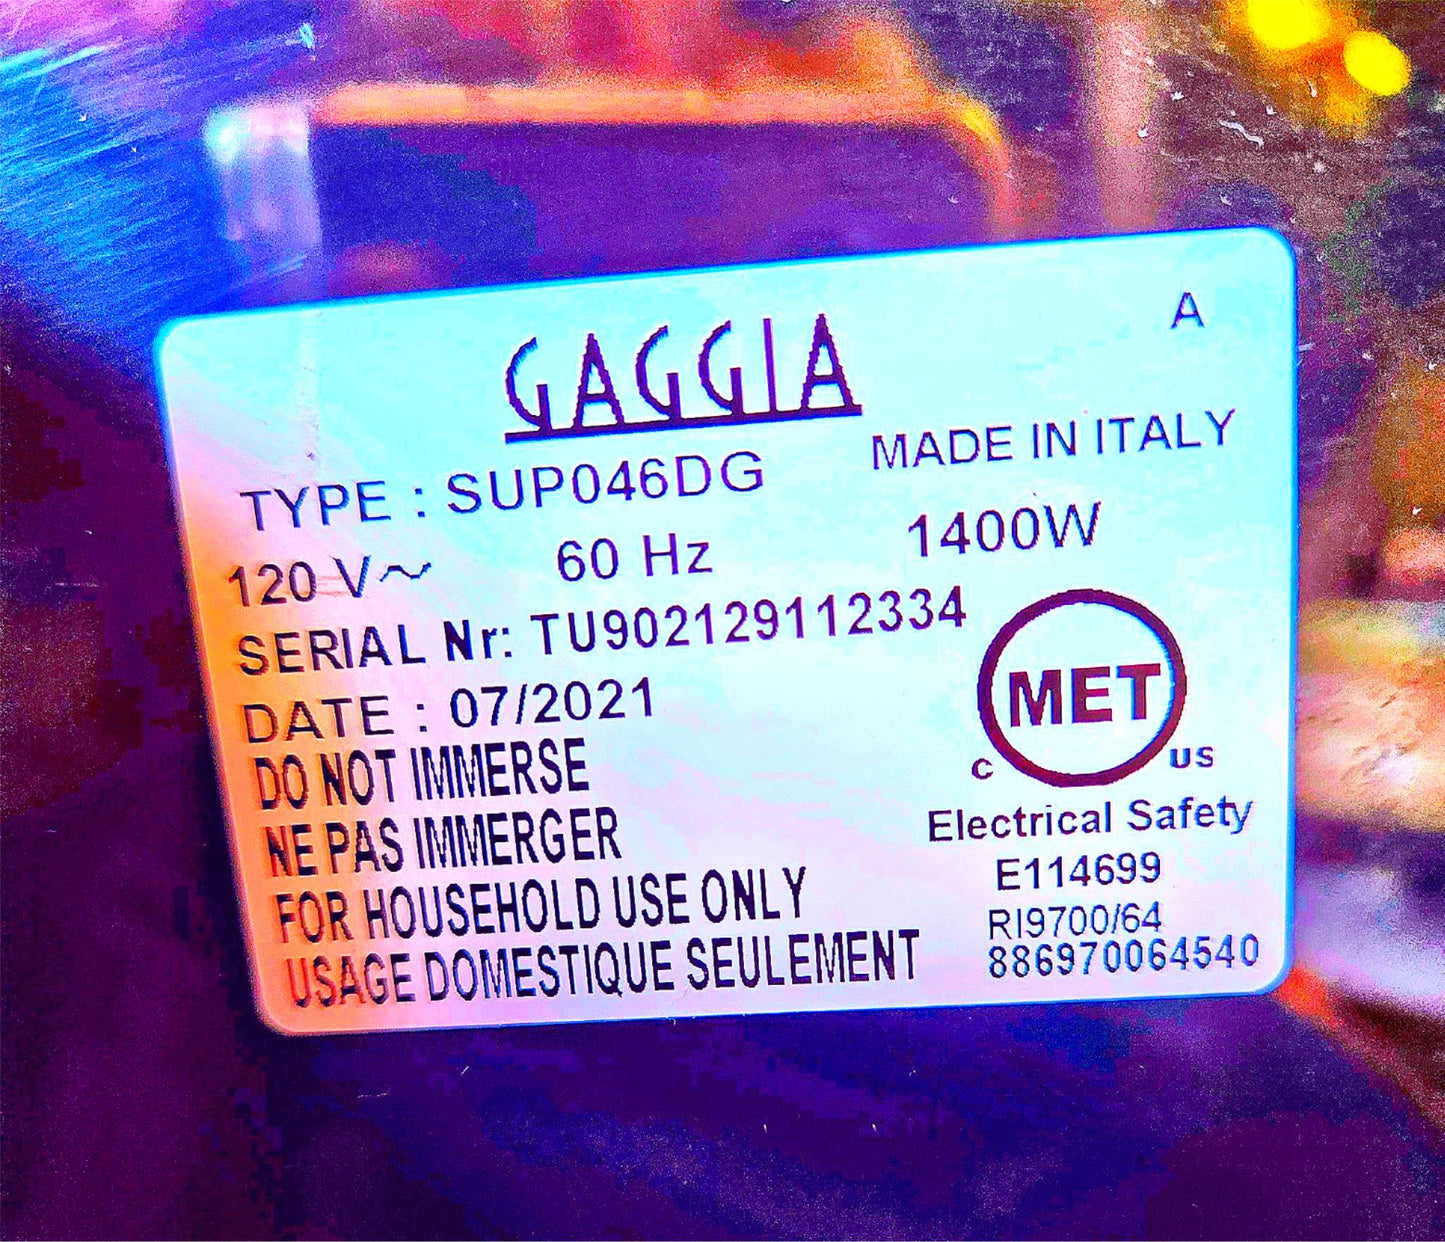 A
GAGGIA
MADE IN ITALY
TYPE : SUP046DG
120 V~ 60 Hz 1400W
SERIAL Nr: TU902129112334
DATE : 07/2021
DO NOT IMMERSE
NE PAS IMMERGER
FOR HOUSEHOLD USE ONLY
USAGE DOMESTIQUE SEULEMENT
MET
C US
Electrical Safety
E114699
RI9700/64
886970064540